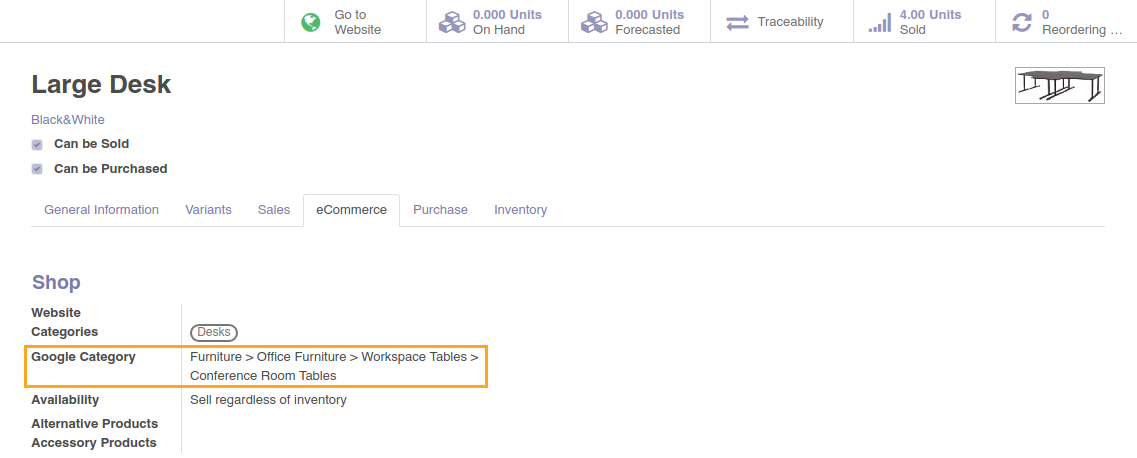 Go to
Website
0.000 Units
On Hand
0.000 Units
Forecasted
Traceability
4.00 Units
Sold
0
Reordering ...
Large Desk
Black&White
Can be Sold
Can be Purchased
General Information Variants Sales eCommerce Purchase Inventory
Shop
Website
Categories Desks
Google Category Furniture > Office Furniture > Workspace Tables >
Conference Room Tables
Availability Sell regardless of inventory
Alternative Products
Accessory Products